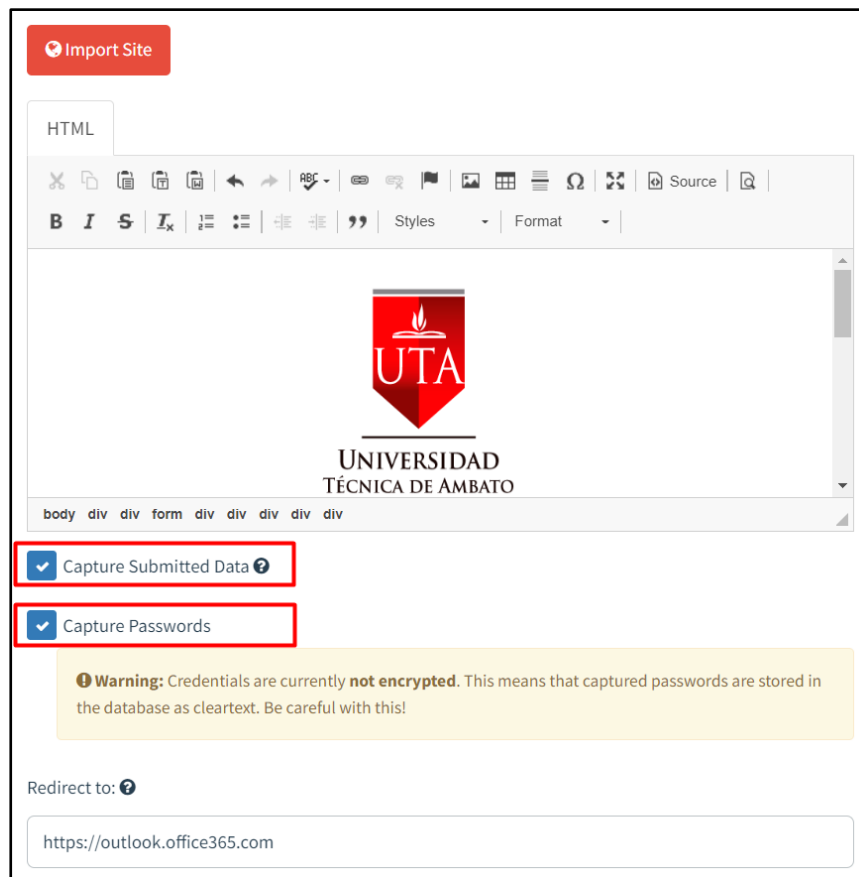 Import Site
HTML
ABC
Source
B I S Tx Styles Format
UTA
UNIVERSIDAD
TÉCNICA DE AMBATO
body div div form div div div div div
Capture Submitted Data
Capture Passwords
Warning: Credentials are currently not encrypted. This means that captured passwords are stored in
the database as cleartext. Be careful with this!
Redirect to:
https://outlook.office365.com